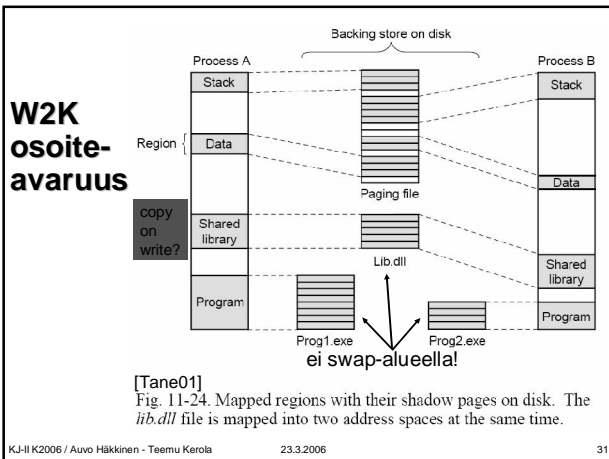 W2K
osoite-
avaruus
Backing store on disk
Process A
Process B
Stack
Stack
Region
Data
Data
Paging file
copy
on
write?
Shared
library
Lib.dll
Shared
library
Program
Program
Prog1.exe
Prog2.exe
ei swap-alueella!
[Tane01]
Fig. 11-24. Mapped regions with their shadow pages on disk. The
lib.dll file is mapped into two address spaces at the same time.
KJ-II K2006 / Auvo Häkkinen - Teemu Kerola 23.3.2006 31